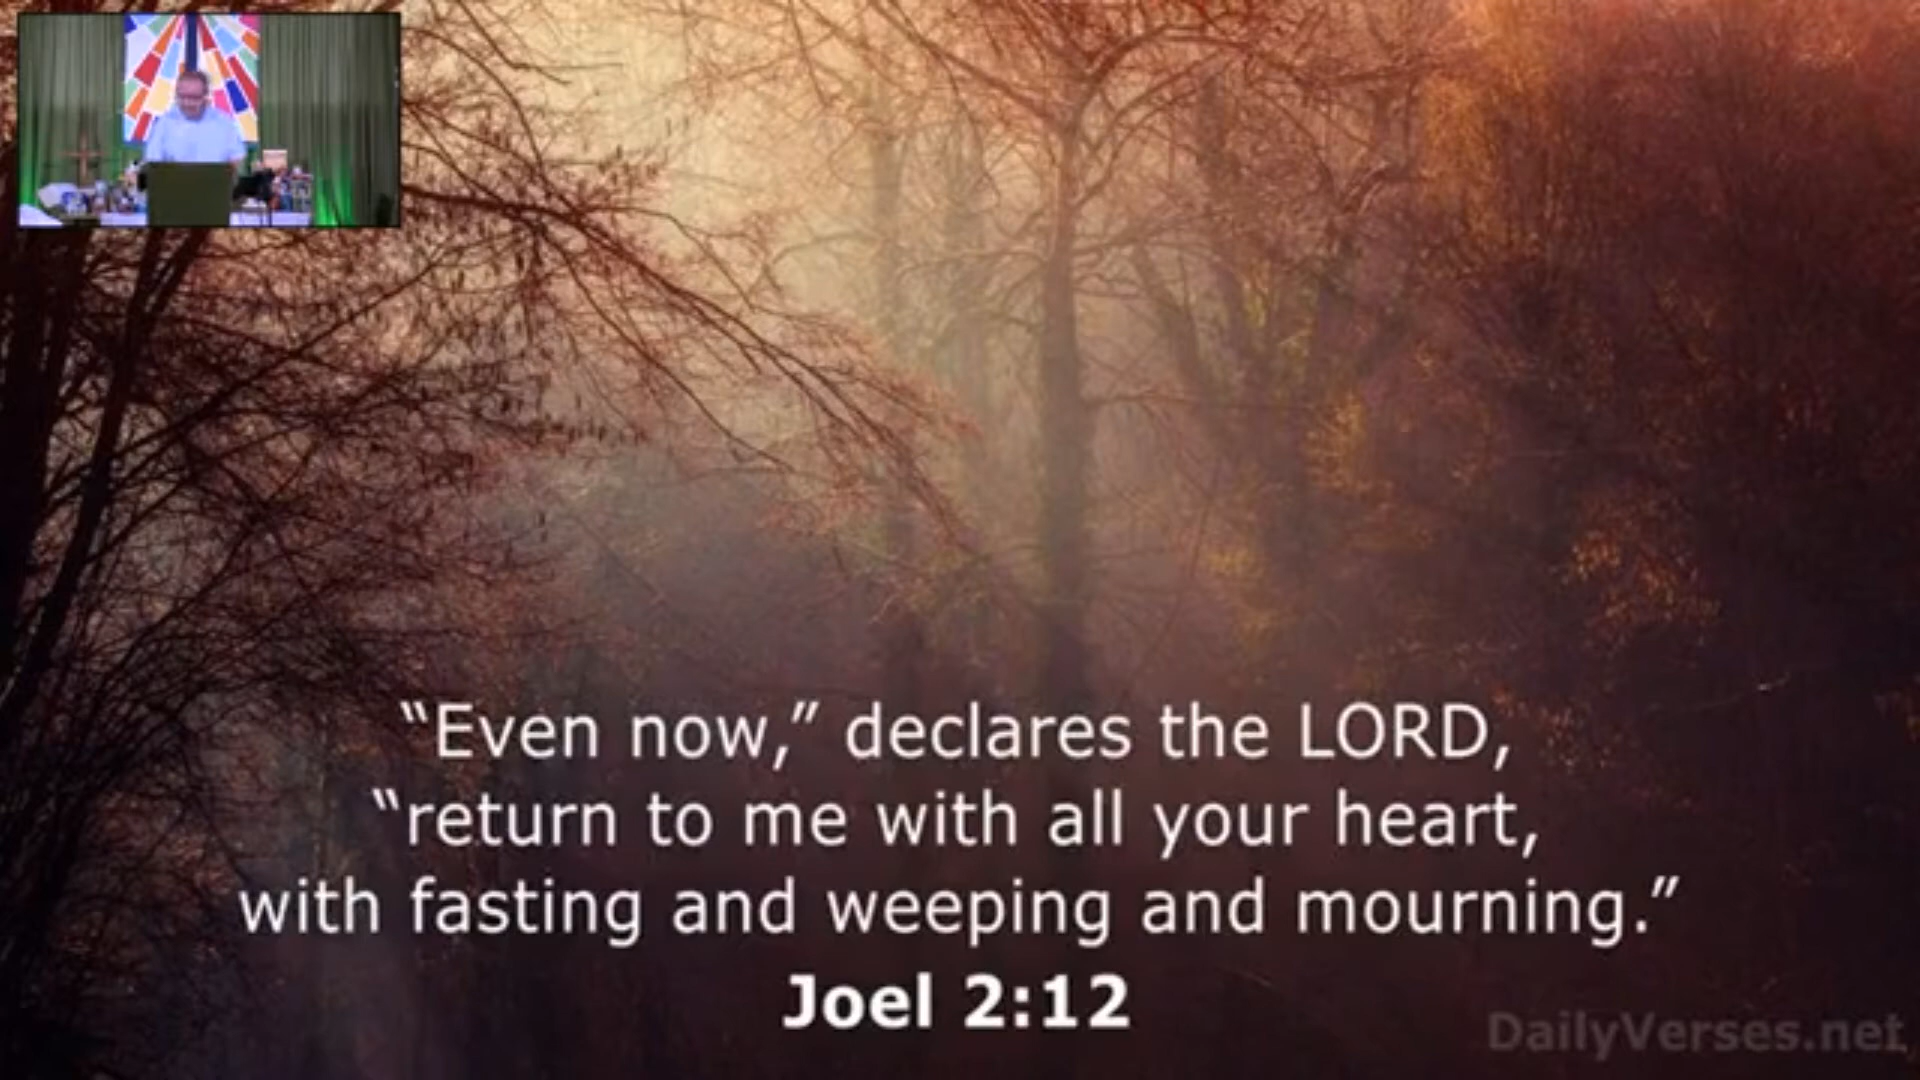 “Even now,” declares the LORD,
“return to me with all your heart,
with fasting and weeping and mourning.”
Joel 2:12
DailyVerses.net